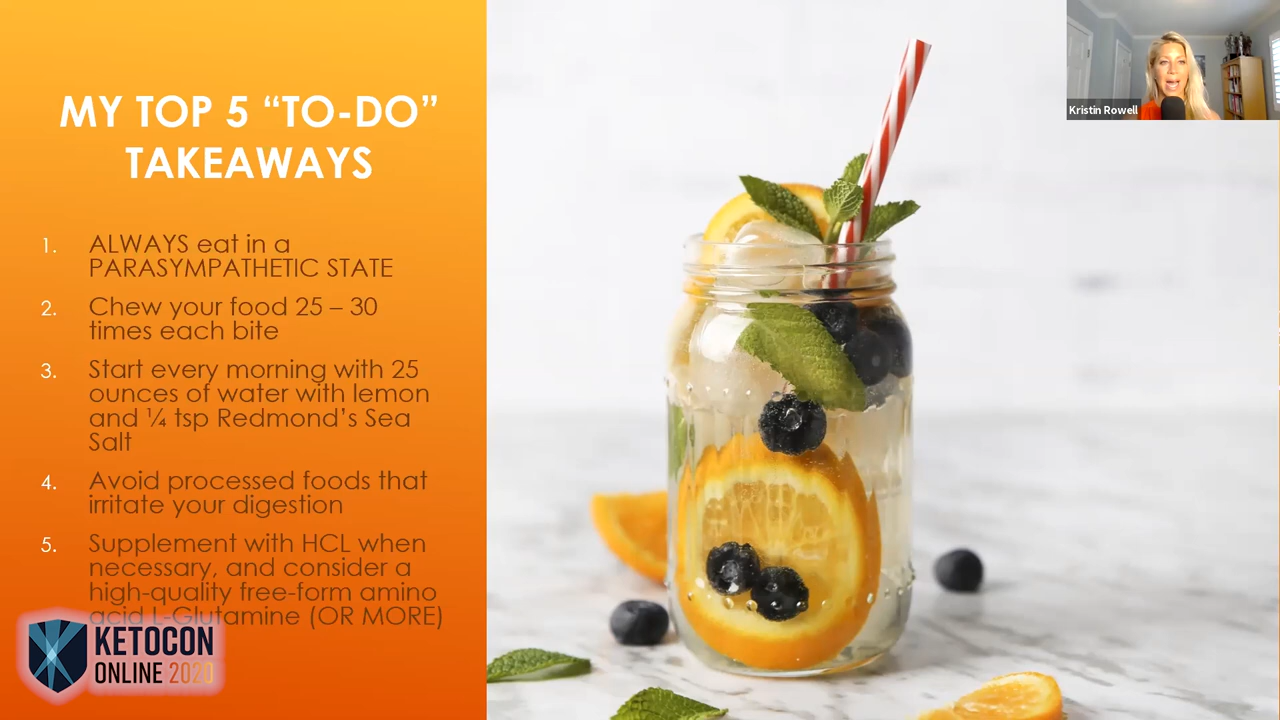 MY TOP 5 “TO-DO”
TAKEAWAYS
1. ALWAYS eat in a
PARASYMPATHETIC STATE
2. Chew your food 25 – 30
times each bite
3. Start every morning with 25
ounces of water with lemon
and ¼ tsp Redmond’s Sea
Salt
4. Avoid processed foods that
irritate your digestion
5. Supplement with HCL when
necessary, and consider a
high-quality free-form amino
acid L-Glutamine (OR MORE)
KETOCON
ONLINE 2020
Kristin Rowell